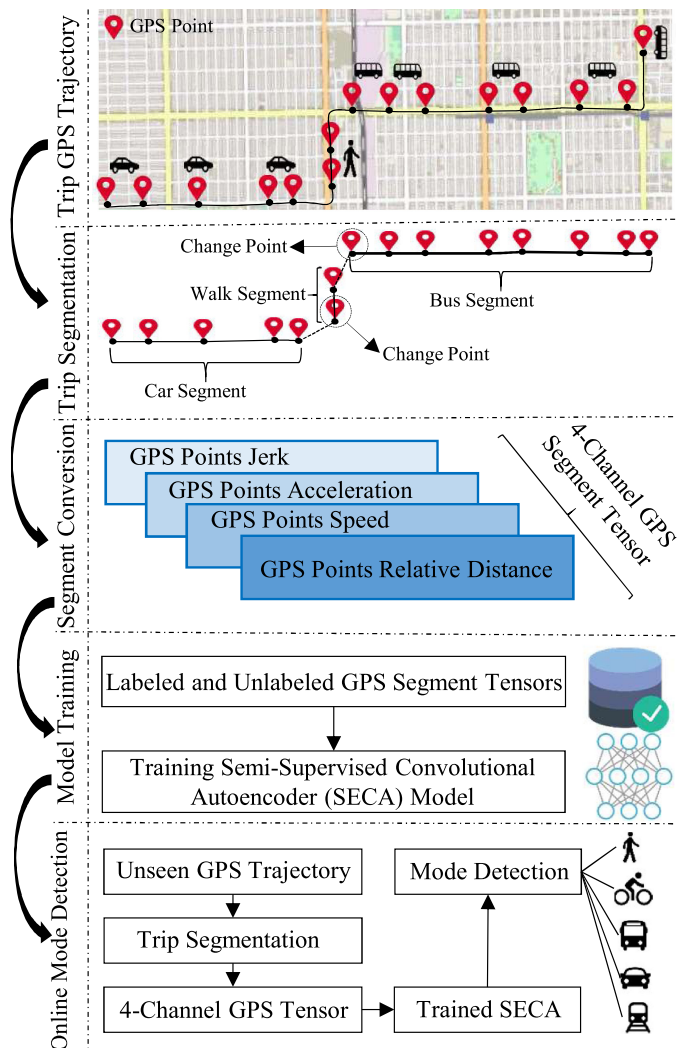 GPS Point
Trip GPS Trajectory
Change Point
Walk Segment
Bus Segment
Change Point
Car Segment
Trip Segmentation
GPS Points Jerk
GPS Points Acceleration
GPS Points Speed
GPS Points Relative Distance
4-Channel GPS
Segment Tensor
Segment Conversion
Labeled and Unlabeled GPS Segment Tensors
Training Semi-Supervised Convolutional
Autoencoder (SECA) Model
Model Training
Unseen GPS Trajectory
Trip Segmentation
4-Channel GPS Tensor
Trained SECA
Mode Detection
Online Mode Detection